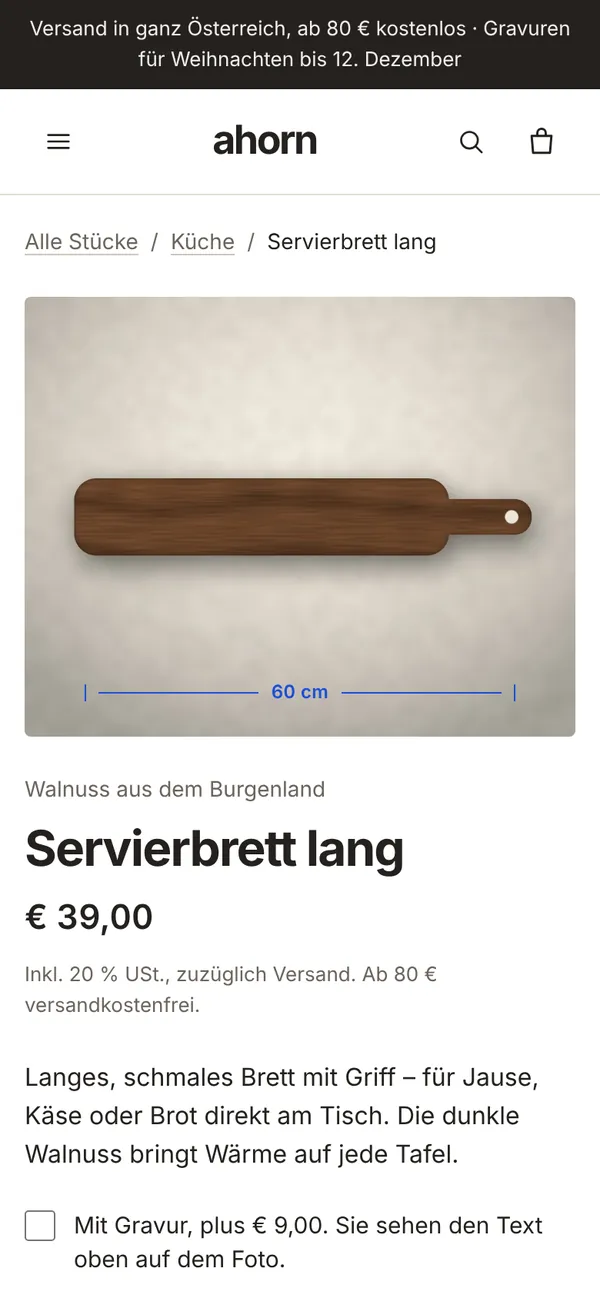 Versand in ganz Österreich, ab 80 € kostenlos · Gravuren
für Weihnachten bis 12. Dezember
ahorn
Alle Stücke / Küche / Servierbrett lang
60 cm
Walnuss aus dem Burgenland
Servierbrett lang
€ 39,00
Inkl. 20 % USt., zuzüglich Versand. Ab 80 €
versandkostenfrei.
Langes, schmales Brett mit Griff – für Jause,
Käse oder Brot direkt am Tisch. Die dunkle
Walnuss bringt Wärme auf jede Tafel.
Mit Gravur, plus € 9,00. Sie sehen den Text
oben auf dem Foto.